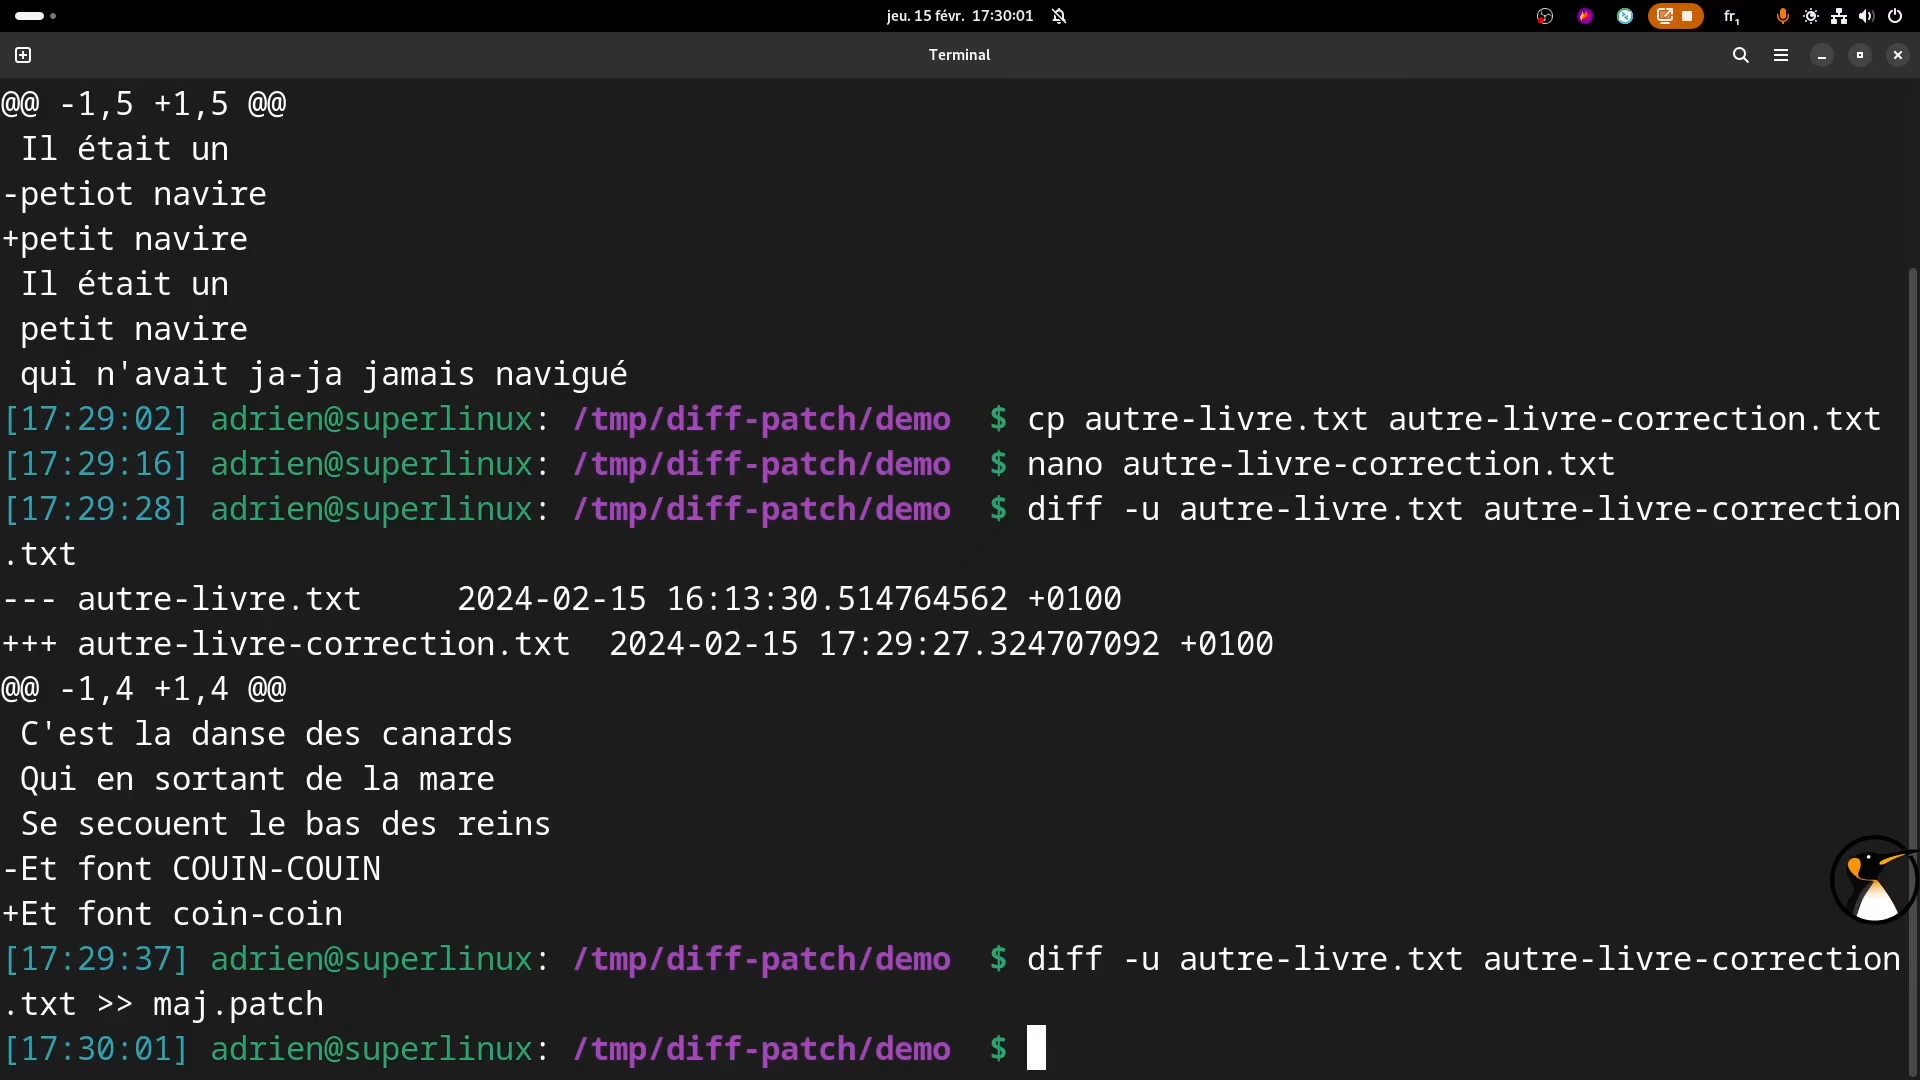 jeu. 15 févr.  17:30:01
fr₁
Terminal
@@ -1,5 +1,5 @@
 Il était un
-petiot navire
+petit navire
 Il était un
 petit navire
 qui n'avait ja-ja jamais navigué
[17:29:02] adrien@superlinux: /tmp/diff-patch/demo  $ cp autre-livre.txt autre-livre-correction.txt
[17:29:16] adrien@superlinux: /tmp/diff-patch/demo  $ nano autre-livre-correction.txt
[17:29:28] adrien@superlinux: /tmp/diff-patch/demo  $ diff -u autre-livre.txt autre-livre-correction
.txt
--- autre-livre.txt     2024-02-15 16:13:30.514764562 +0100
+++ autre-livre-correction.txt  2024-02-15 17:29:27.324707092 +0100
@@ -1,4 +1,4 @@
 C'est la danse des canards
 Qui en sortant de la mare
 Se secouent le bas des reins
-Et font COUIN-COUIN
+Et font coin-coin
[17:29:37] adrien@superlinux: /tmp/diff-patch/demo  $ diff -u autre-livre.txt autre-livre-correction
.txt >> maj.patch
[17:30:01] adrien@superlinux: /tmp/diff-patch/demo  $